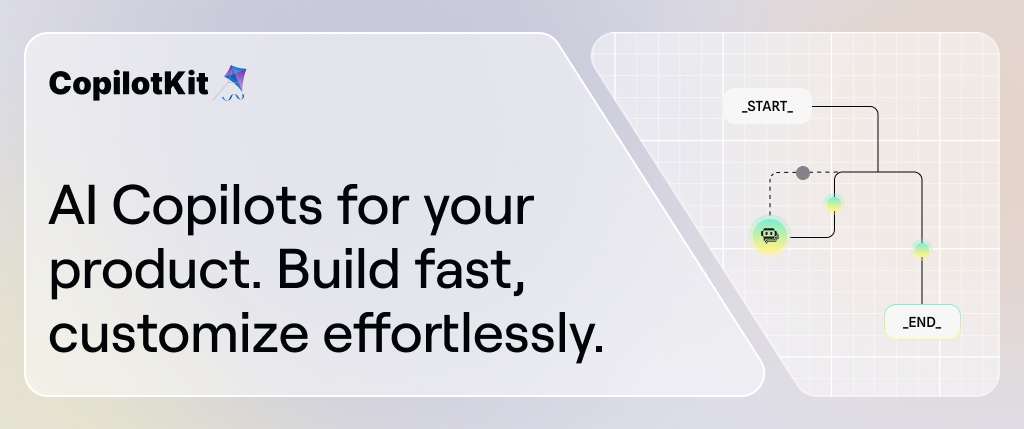 CopilotKit
AI Copilots for your
product. Build fast,
customize effortlessly.
_START_
_END_